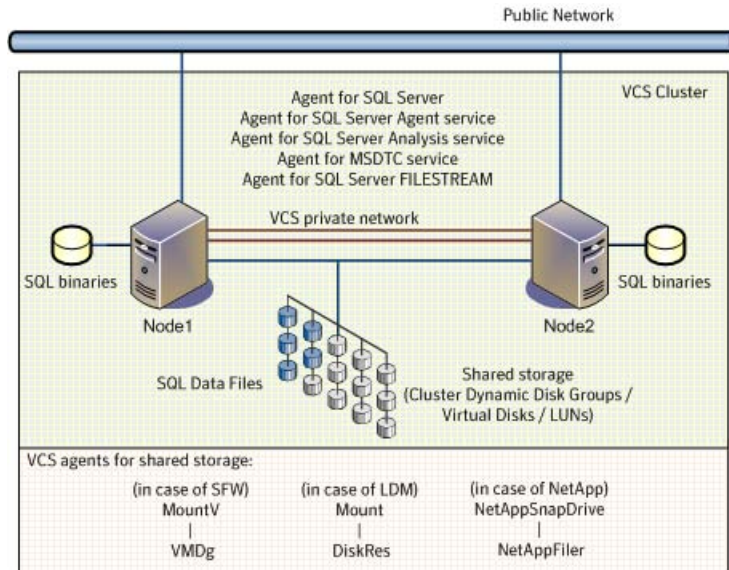 Public Network
VCS Cluster
Agent for SQL Server
Agent for SQL Server Agent service
Agent for SQL Server Analysis service
Agent for MSDTC service
Agent for SQL Server FILESTREAM
VCS private network
SQL binaries
SQL binaries
Node1
Node2
SQL Data Files
Shared storage
(Cluster Dynamic Disk Groups /
Virtual Disks / LUNs)
VCS agents for shared storage:
(in case of SFW)
MountV
|
VMDg
(in case of LDM)
Mount
|
DiskRes
(in case of NetApp)
NetAppSnapDrive
|
NetAppFiler